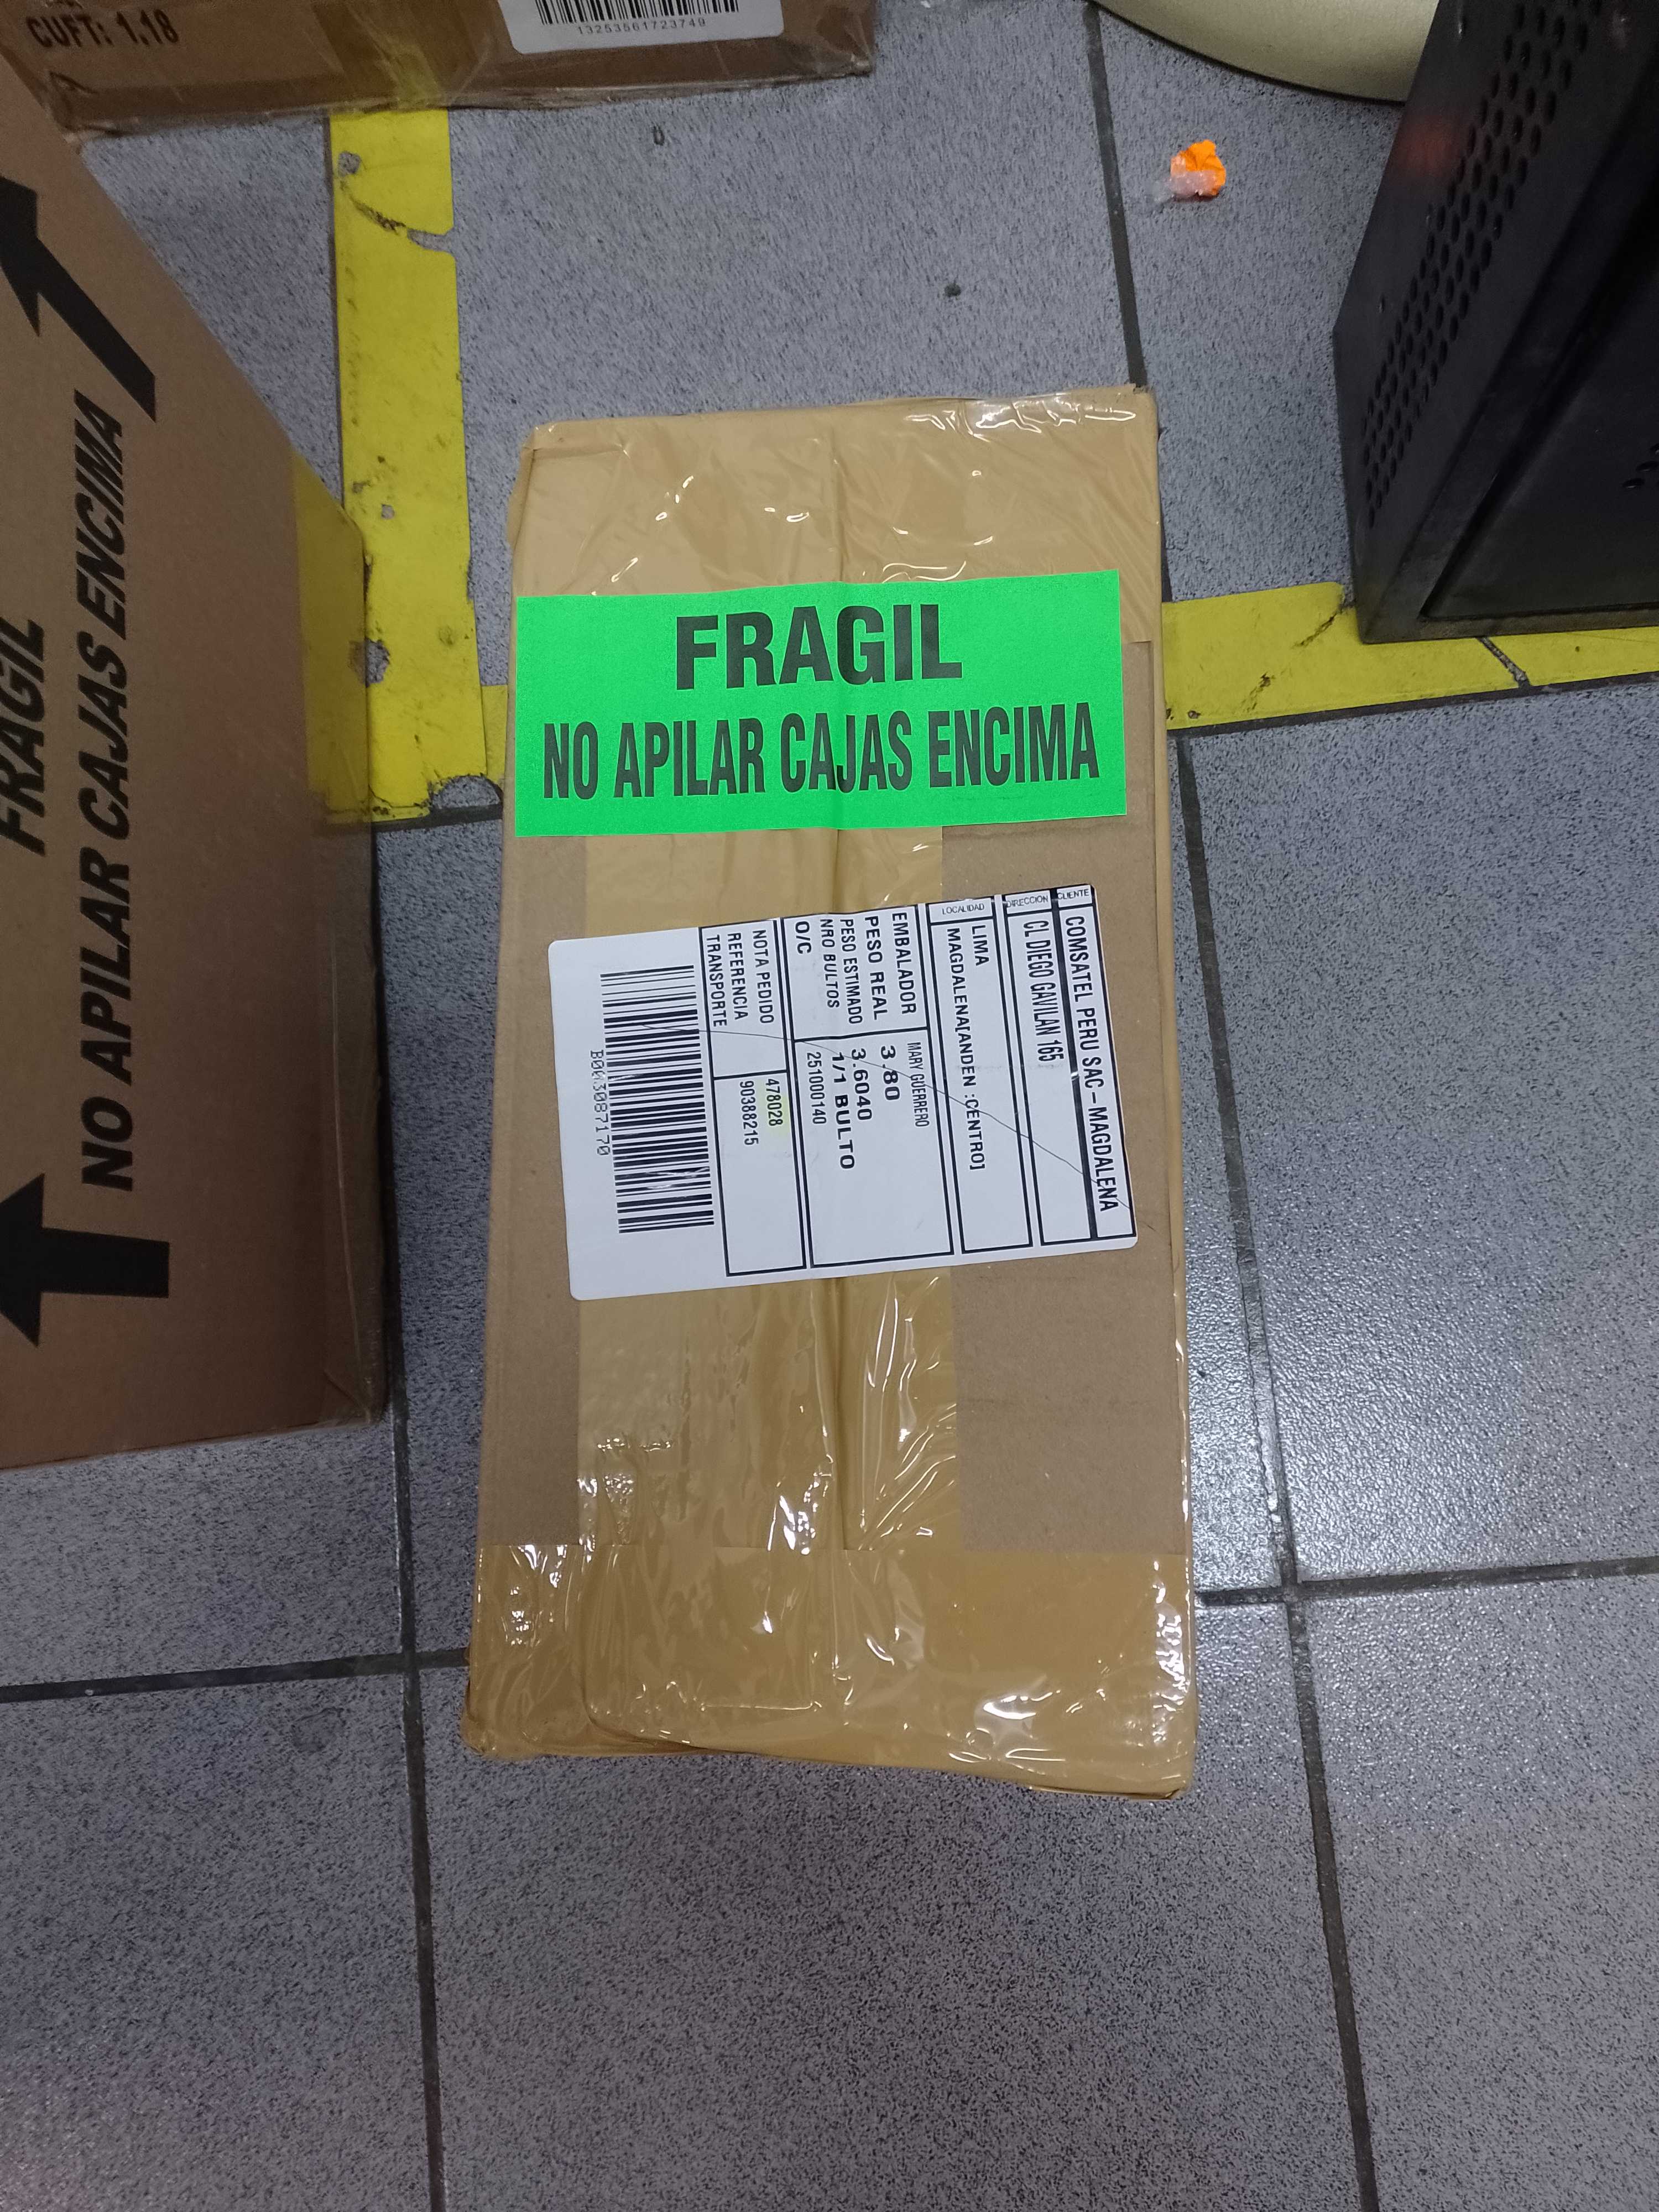 CUFT: 1.18
13253561723749
FRAGIL
NO APILAR CAJAS ENCIMA
FRAGIL
NO APILAR CAJAS ENCIMA
CLIENTE
COMSATEL PERU SAC - MAGDALENA
DIRECCION
CL DIEGO GAVILAN 165
LOCALIDAD
LIMA
MAGDALENA[ANDEN :CENTRO]
EMBALADOR MARY GUERRERO
PESO REAL 3.80
PESO ESTIMADO 3.6040
NRO BULTOS 1/1 BULTO
O/C 251000140
NOTA PEDIDO 478028
REFERENCIA 90388215
TRANSPORTE